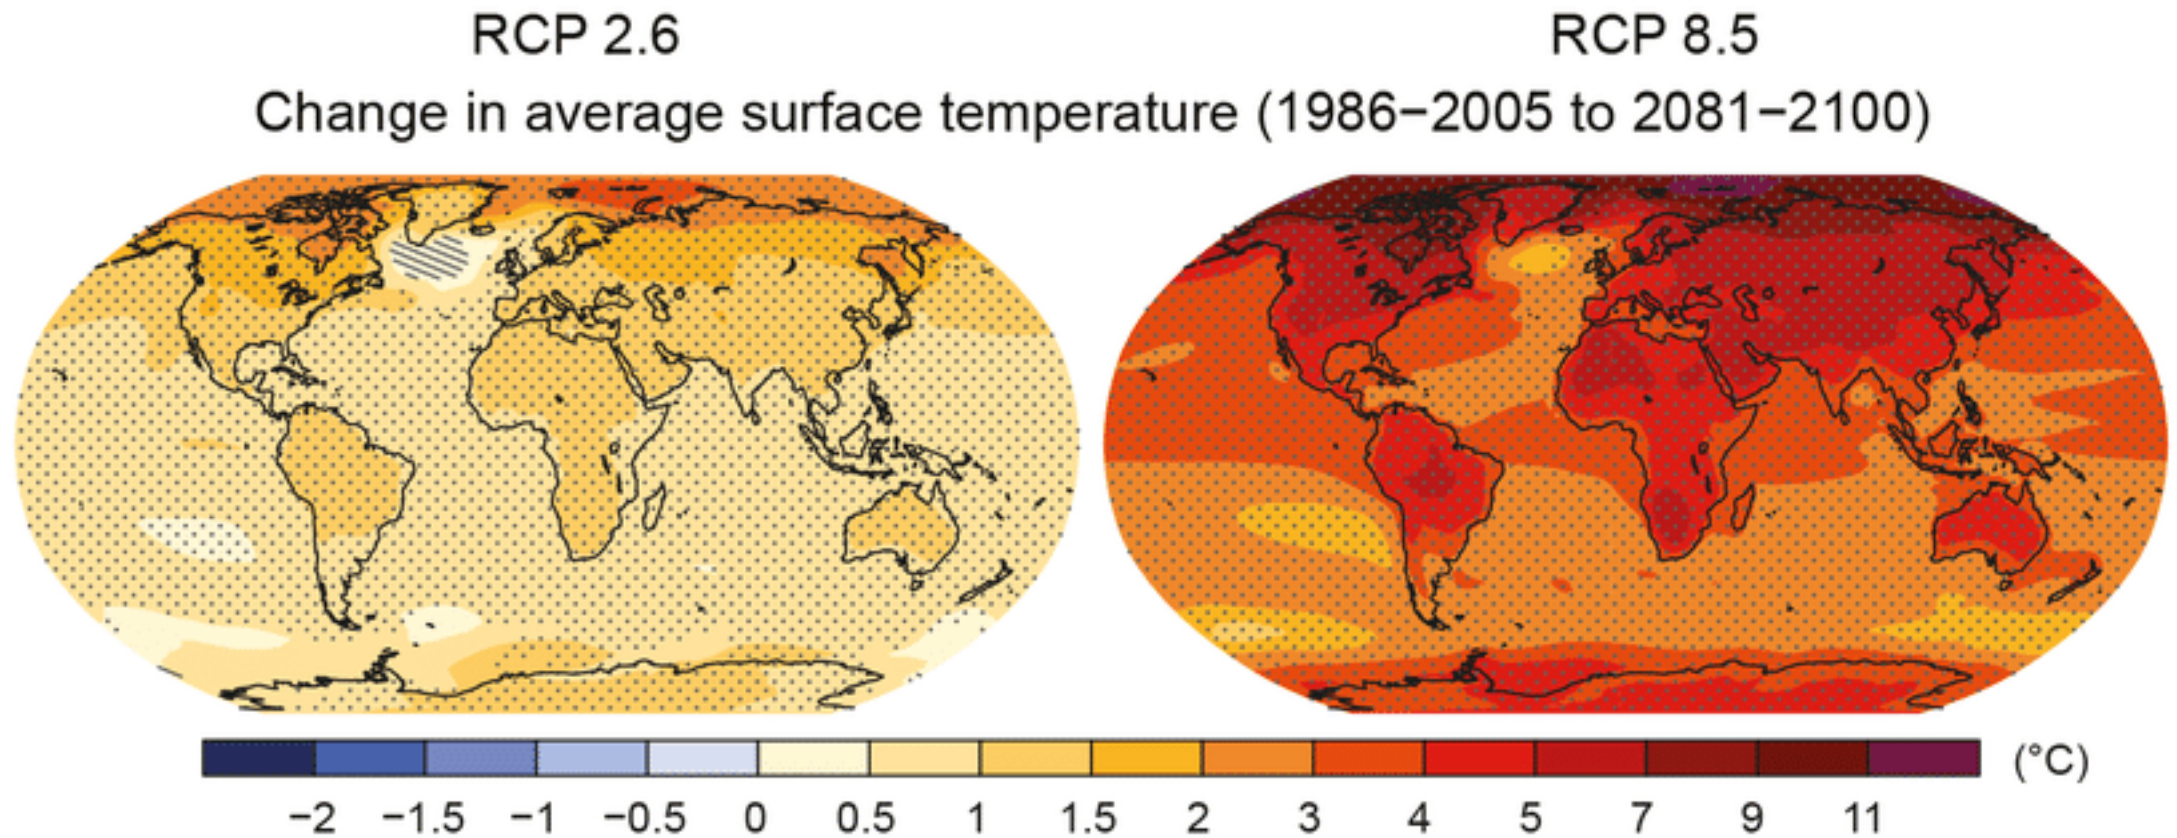 RCP 2.6 RCP 8.5
Change in average surface temperature (1986−2005 to 2081−2100)
(°C)
−2 −1.5 −1 −0.5 0 0.5 1 1.5 2 3 4 5 7 9 11